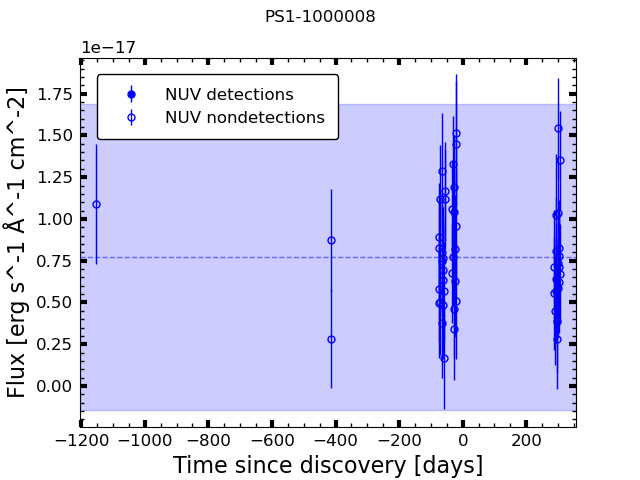 PS1-1000008
1e−17
NUV detections
NUV nondetections
1.75
1.50
1.25
1.00
0.75
0.50
0.25
0.00
Flux [erg s^-1 Å^-1 cm^-2]
−1200 −1000 −800 −600 −400 −200 0 200
Time since discovery [days]